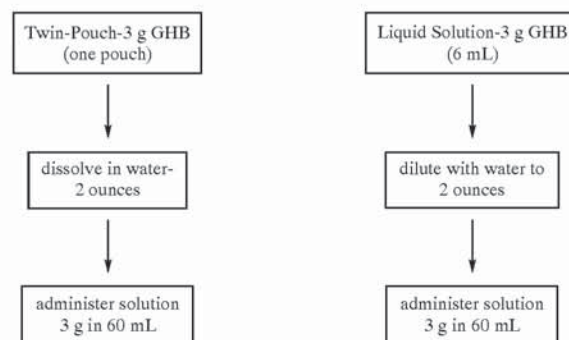 Twin-Pouch-3 g GHB
(one pouch)
dissolve in water-
2 ounces
administer solution
3 g in 60 mL
Liquid Solution-3 g GHB
(6 mL)
dilute with water to
2 ounces
administer solution
3 g in 60 mL